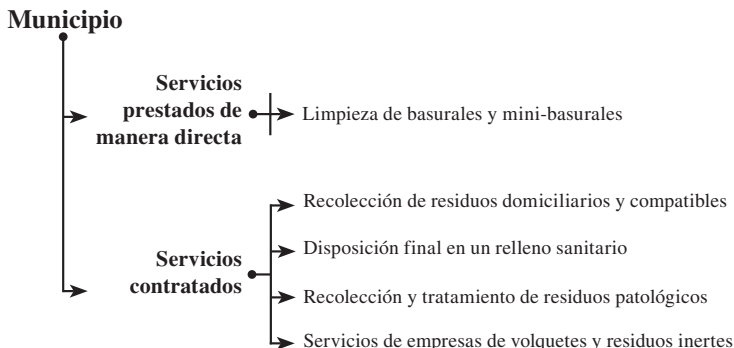 Municipio
Servicios
prestados de
manera directa
Limpieza de basurales y mini-basurales
Servicios
contratados
Recolección de residuos domiciliarios y compatibles
Disposición final en un relleno sanitario
Recolección y tratamiento de residuos patológicos
Servicios de empresas de volquetes y residuos inertes